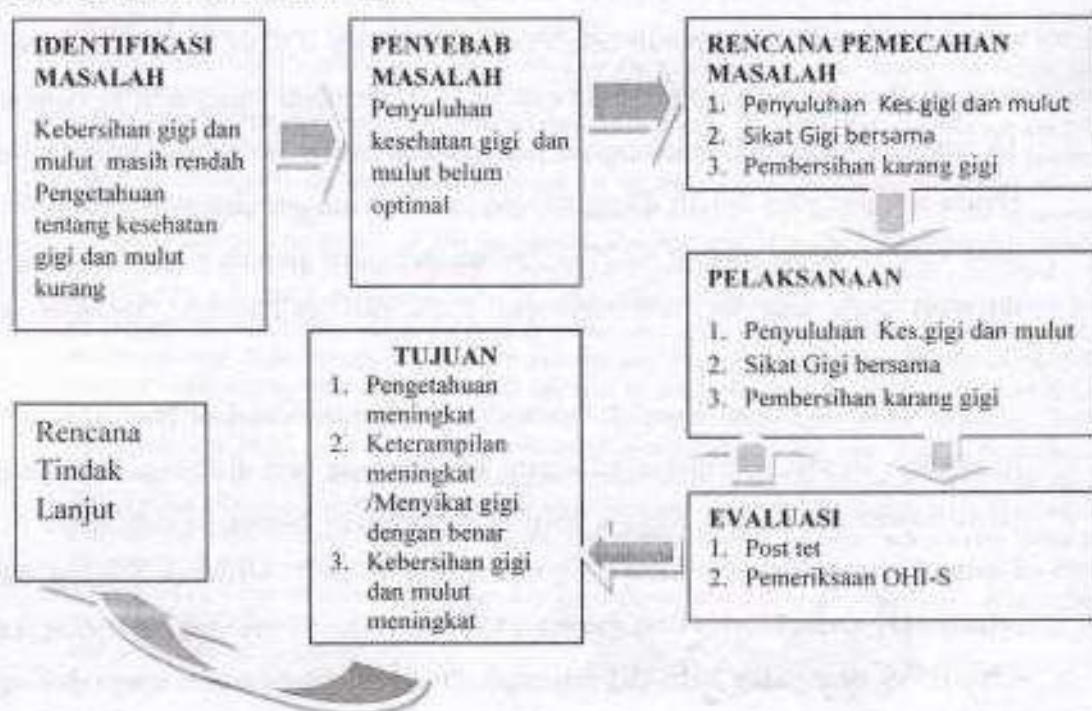 IDENTIFIKASI
MASALAH
Kebersihan gigi dan
mulut masih rendah
Pengetahuan
tentang kesehatan
gigi dan mulut
kurang
PENYEBAB
MASALAH
Penyuluhan
kesehatan gigi dan
mulut belum
optimal
RENCANA PEMECAHAN
MASALAH
1. Penyuluhan Kes.gigi dan mulut
2. Sikat Gigi bersama
3. Pembersihan karang gigi
PELAKSANAAN
1. Penyuluhan Kes.gigi dan mulut
2. Sikat Gigi bersama
3. Pembersihan karang gigi
EVALUASI
1. Post tet
2. Pemeriksaan OHI-S
TUJUAN
1. Pengetahuan
meningkat
2. Keterampilan
meningkat
/Menyikat gigi
dengan benar
3. Kebersihan gigi
dan mulut
meningkat
Rencana
Tindak
Lanjut